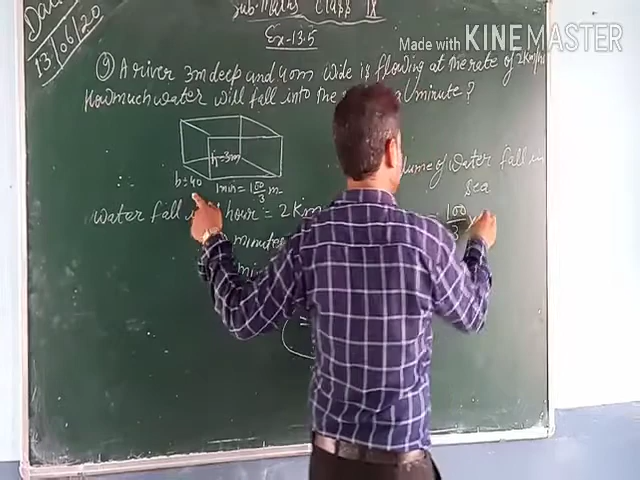 Date
13/06/20
Sub. Maths Class IX
Ex-13.5
Made with KINEMASTER
9) A river 3m deep and 40m wide is flowing at the rate of 2Km/h
How much water will fall into the a minute?
h=3m
b=40
1min = 100/3 m
Volume of water fall in
Sea
water fall in hour = 2Km
100/3
minutes